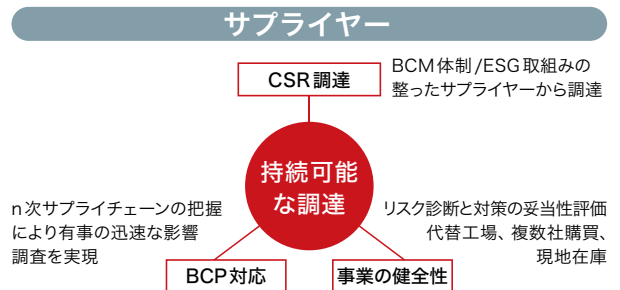 サプライヤー
CSR調達
BCM体制/ESG取組みの
整ったサプライヤーから調達
持続可能
な調達
n次サプライチェーンの把握
により有事の迅速な影響
調査を実現
リスク診断と対策の妥当性評価
代替工場、複数社購買、
現地在庫
BCP対応
事業の健全性